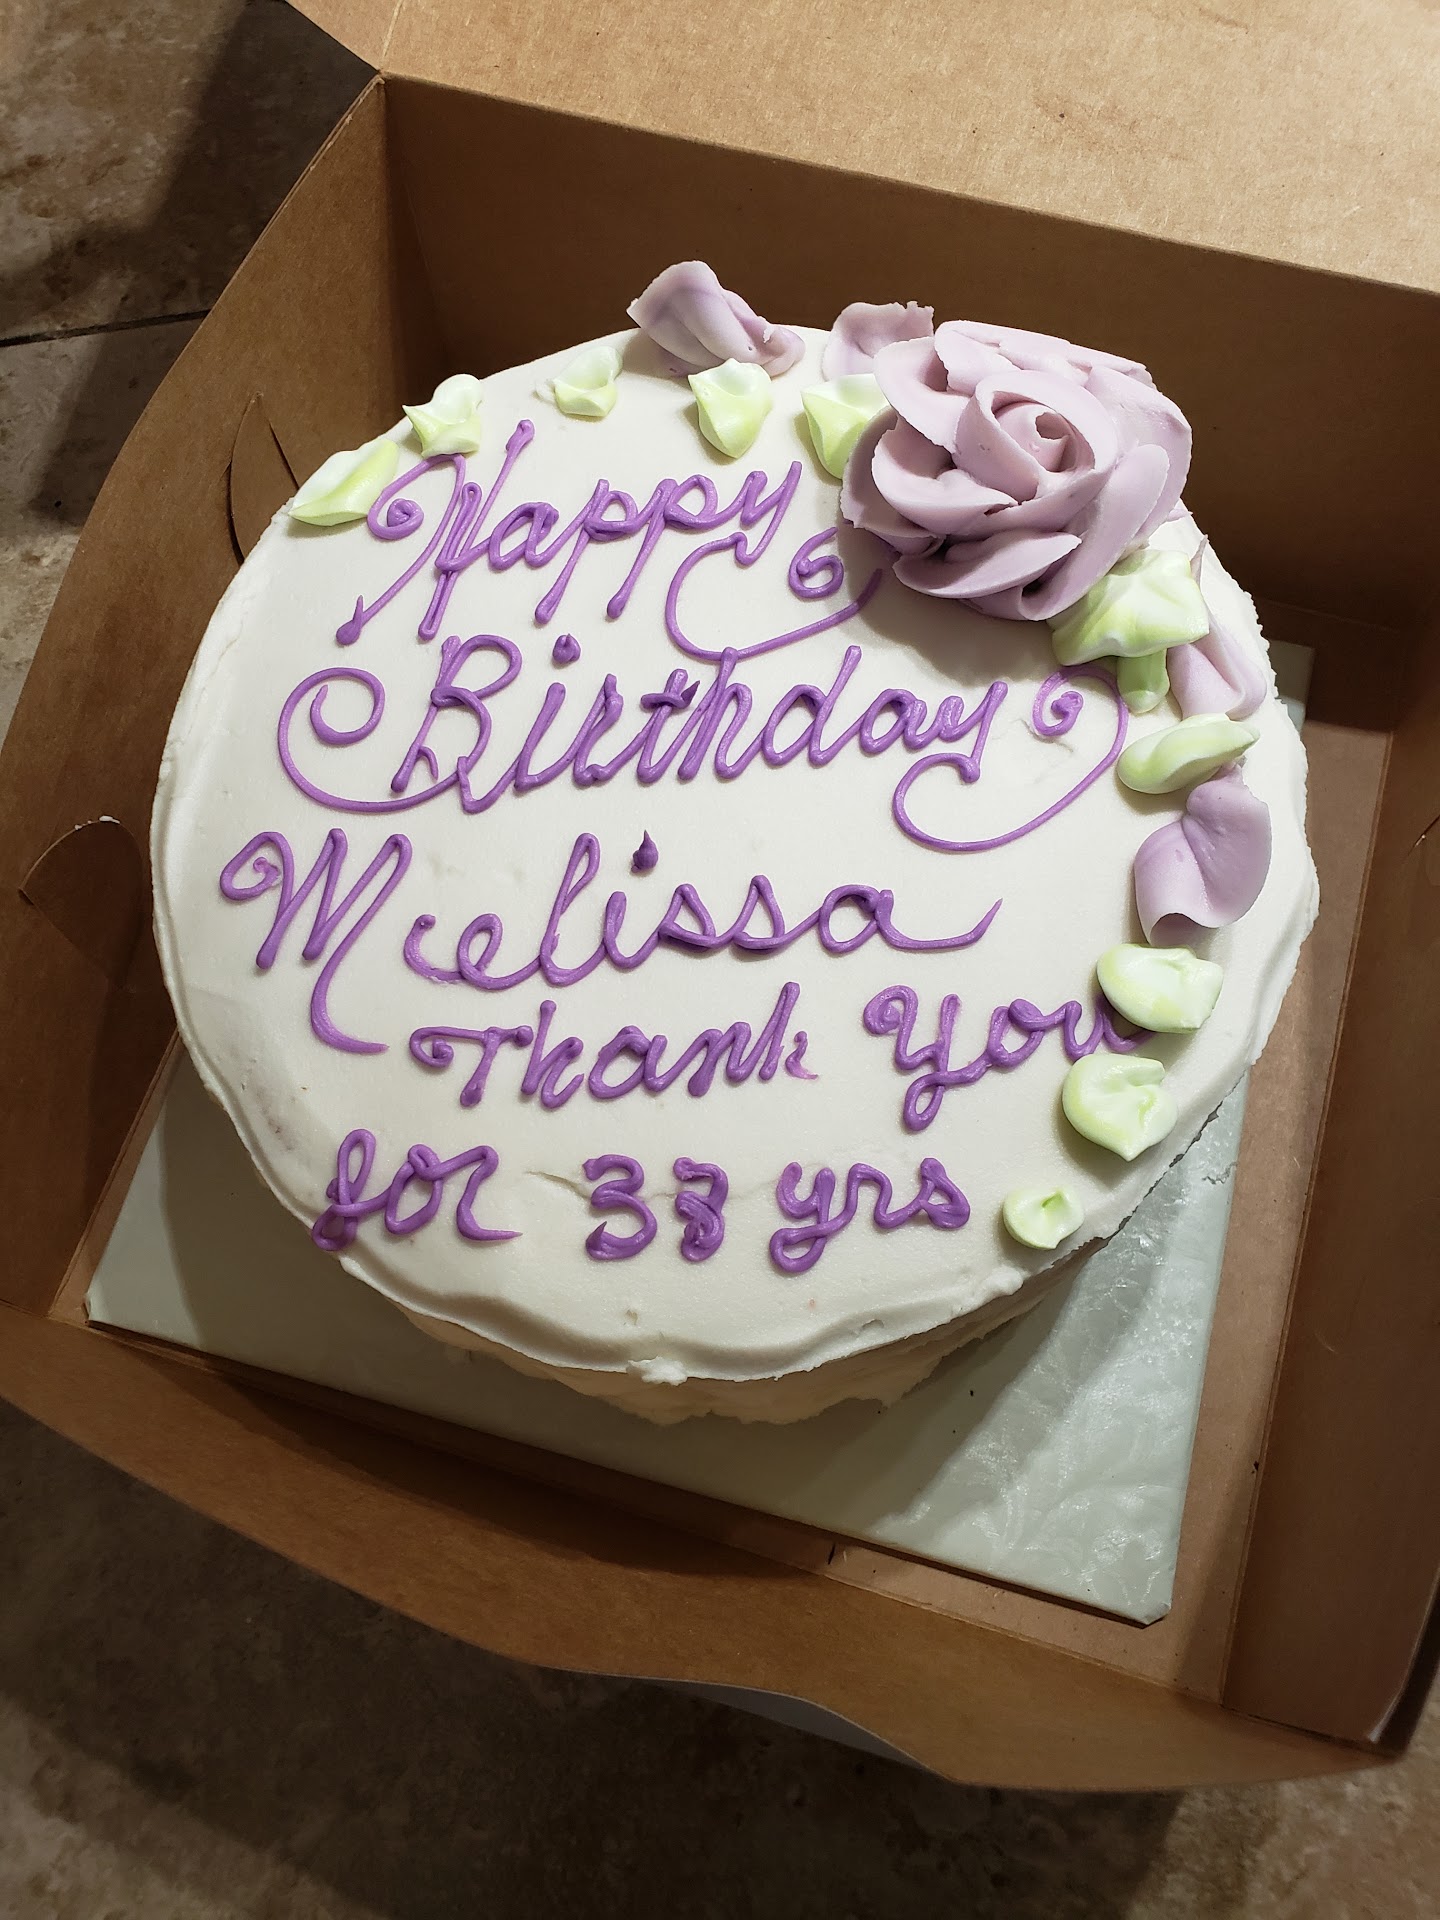 Happy
Birthday
Melissa
Thank You
for yrs